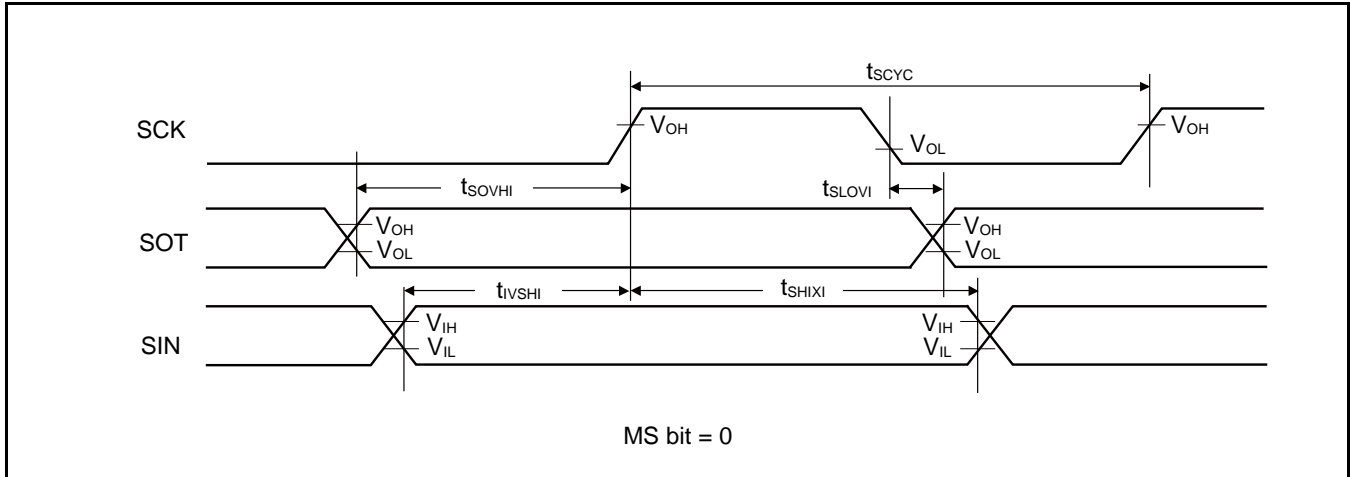 tSCYC
SCK
VOH
VOL
VOH
tSOVHI
tSLOVI
SOT
VOH
VOL
VOH
VOL
tIVSHI
tSHIXI
SIN
VIH
VIL
VIH
VIL
MS bit = 0